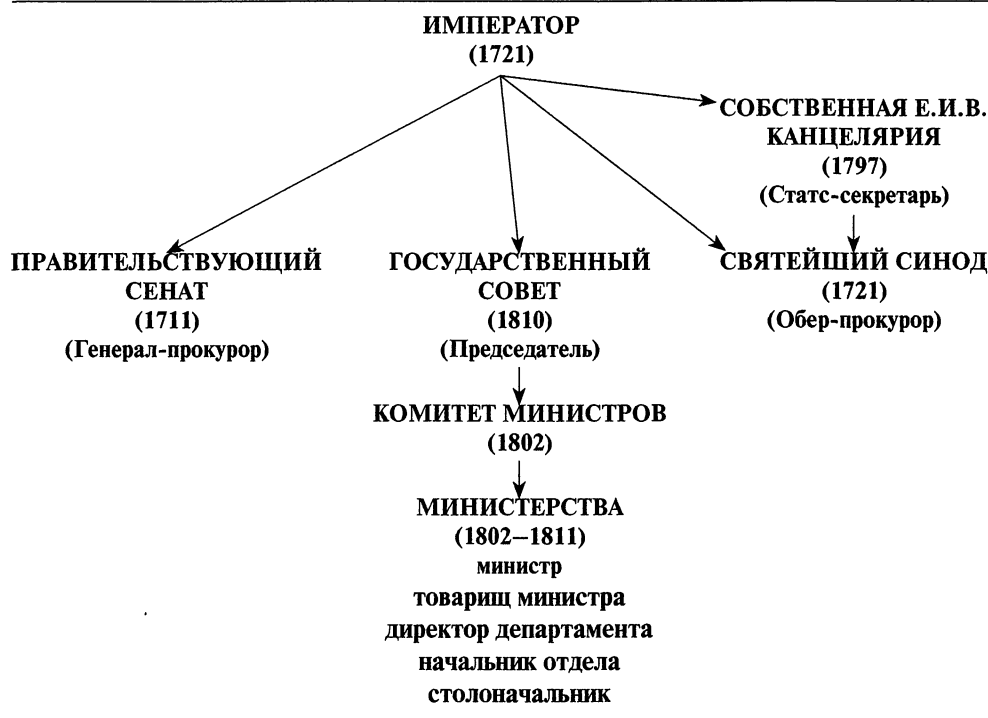 ИМПЕРАТОР
(1721)
СОБСТВЕННАЯ Е.И.В.
КАНЦЕЛЯРИЯ
(1797)
(Статс-секретарь)
ПРАВИТЕЛЬСТВУЮЩИЙ
СЕНАТ
(1711)
(Генерал-прокурор)
ГОСУДАРСТВЕННЫЙ
СОВЕТ
(1810)
(Председатель)
СВЯТЕЙШИЙ СИНОД
(1721)
(Обер-прокурор)
КОМИТЕТ МИНИСТРОВ
(1802)
МИНИСТЕРСТВА
(1802–1811)
министр
товарищ министра
директор департамента
начальник отдела
столоначальник